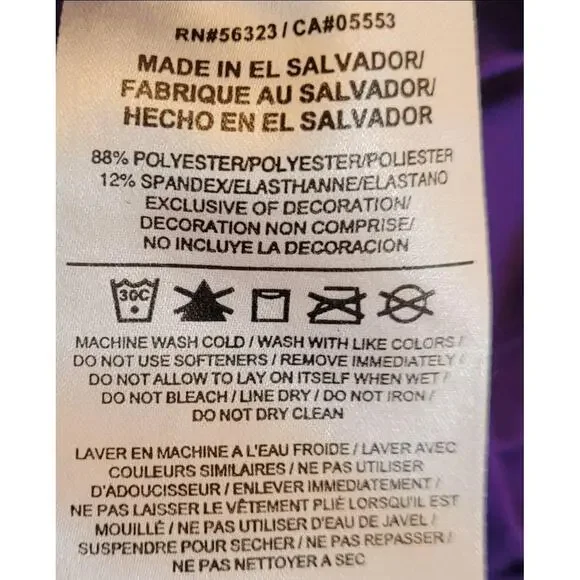 RN#56323/CA#05553
MADE IN EL SALVADOR/
FABRIQUE AU SALVADOR/
HECHO EN EL SALVADOR
88% POLYESTER/POLYESTER/POLIESTER
12% SPANDEX/ELASTHANNE/ELASTANO
EXCLUSIVE OF DECORATION/
DECORATION NON COMPRISE/
NO INCLUYE LA DECORACION
30C
MACHINE WASH COLD / WASH WITH LIKE COLORS /
DO NOT USE SOFTENERS / REMOVE IMMEDIATELY /
DO NOT ALLOW TO LAY ON ITSELF WHEN WET /
DO NOT BLEACH / LINE DRY / DO NOT IRON /
DO NOT DRY CLEAN
LAVER EN MACHINE A L'EAU FROIDE / LAVER AVEC
COULEURS SIMILAIRES / NE PAS UTILISER
D'ADOUCISSEUR / ENLEVER IMMEDIATEMENT /
NE PAS LAISSER LE VÊTEMENT PLIÉ LORSQU'IL EST
MOUILLÉ / NE PAS UTILISER D'EAU DE JAVEL /
SUSPENDRE POUR SECHER / NE PAS REPASSER /
NE PAS NETTOYER A SEC